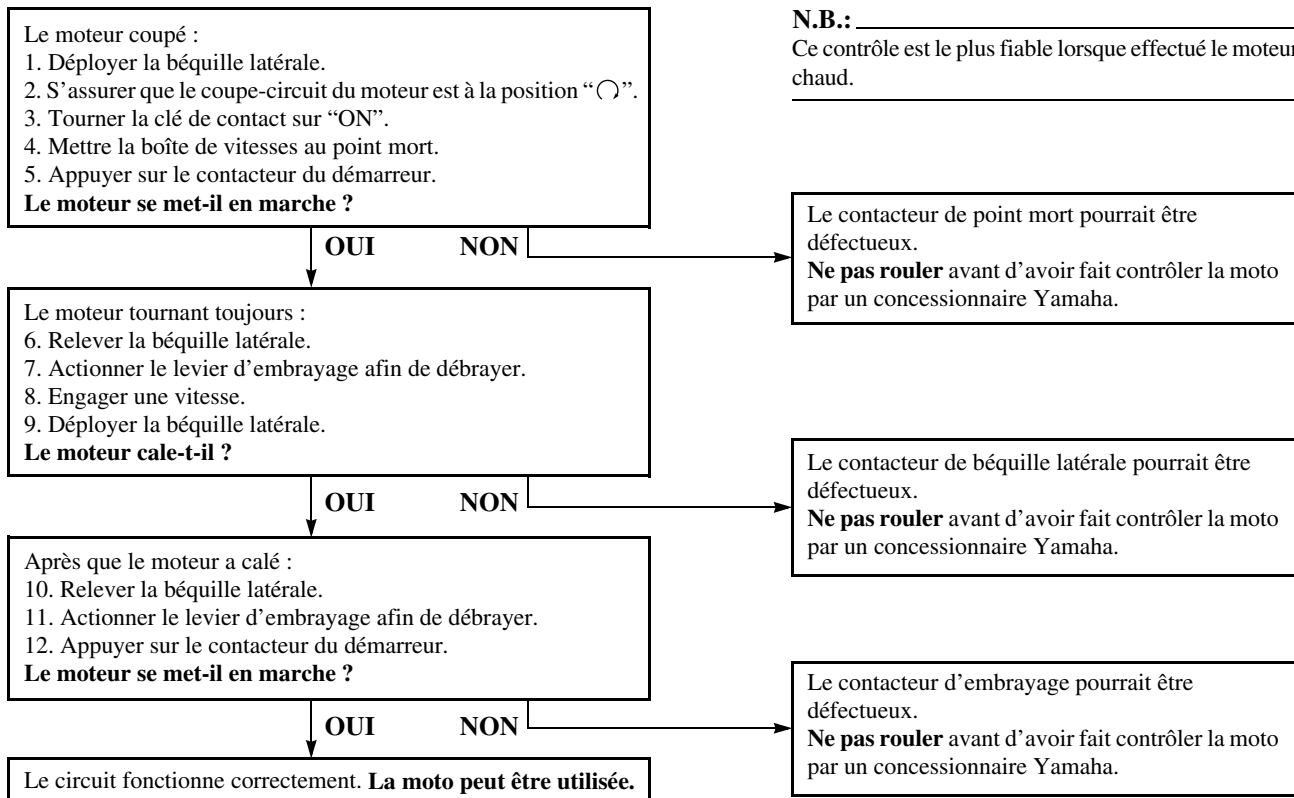 Le moteur coupé :
1. Déployer la béquille latérale.
2. S’assurer que le coupe-circuit du moteur est à la position “ ”.
3. Tourner la clé de contact sur “ON”.
4. Mettre la boîte de vitesses au point mort.
5. Appuyer sur le contacteur du démarreur.
Le moteur se met-il en marche ?
N.B.:
Ce contrôle est le plus fiable lorsque effectué le moteur
chaud.
OUI NON
Le contacteur de point mort pourrait être
défectueux.
Ne pas rouler avant d’avoir fait contrôler la moto
par un concessionnaire Yamaha.
Le moteur tournant toujours :
6. Relever la béquille latérale.
7. Actionner le levier d’embrayage afin de débrayer.
8. Engager une vitesse.
9. Déployer la béquille latérale.
Le moteur cale-t-il ?
OUI NON
Le contacteur de béquille latérale pourrait être
défectueux.
Ne pas rouler avant d’avoir fait contrôler la moto
par un concessionnaire Yamaha.
Après que le moteur a calé :
10. Relever la béquille latérale.
11. Actionner le levier d’embrayage afin de débrayer.
12. Appuyer sur le contacteur du démarreur.
Le moteur se met-il en marche ?
OUI NON
Le contacteur d’embrayage pourrait être
défectueux.
Ne pas rouler avant d’avoir fait contrôler la moto
par un concessionnaire Yamaha.
Le circuit fonctionne correctement. La moto peut être utilisée.